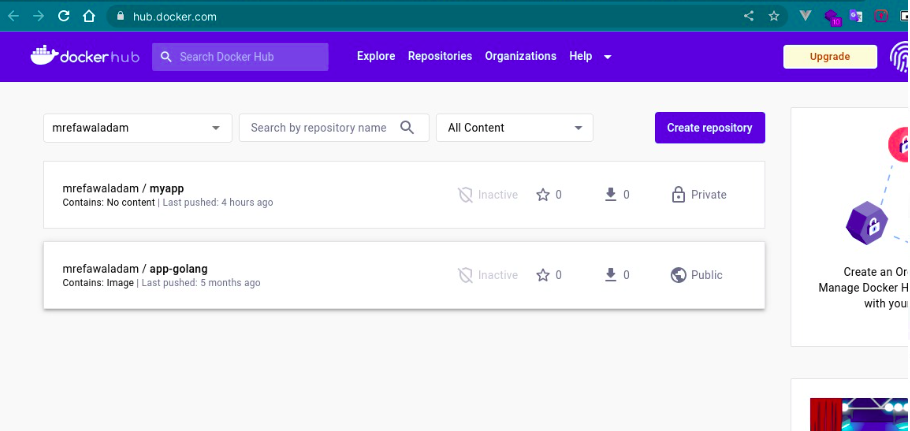 hub.docker.com
dockerhub
Search Docker Hub
Explore Repositories Organizations Help
Upgrade
mrefawaladam
Search by repository name
All Content
Create repository
mrefawaladam / myapp
Contains: No content | Last pushed: 4 hours ago
Inactive 0 0 Private
mrefawaladam / app-golang
Contains: Image | Last pushed: 5 months ago
Inactive 0 0 Public
Create an Or
Manage Docker H
with your